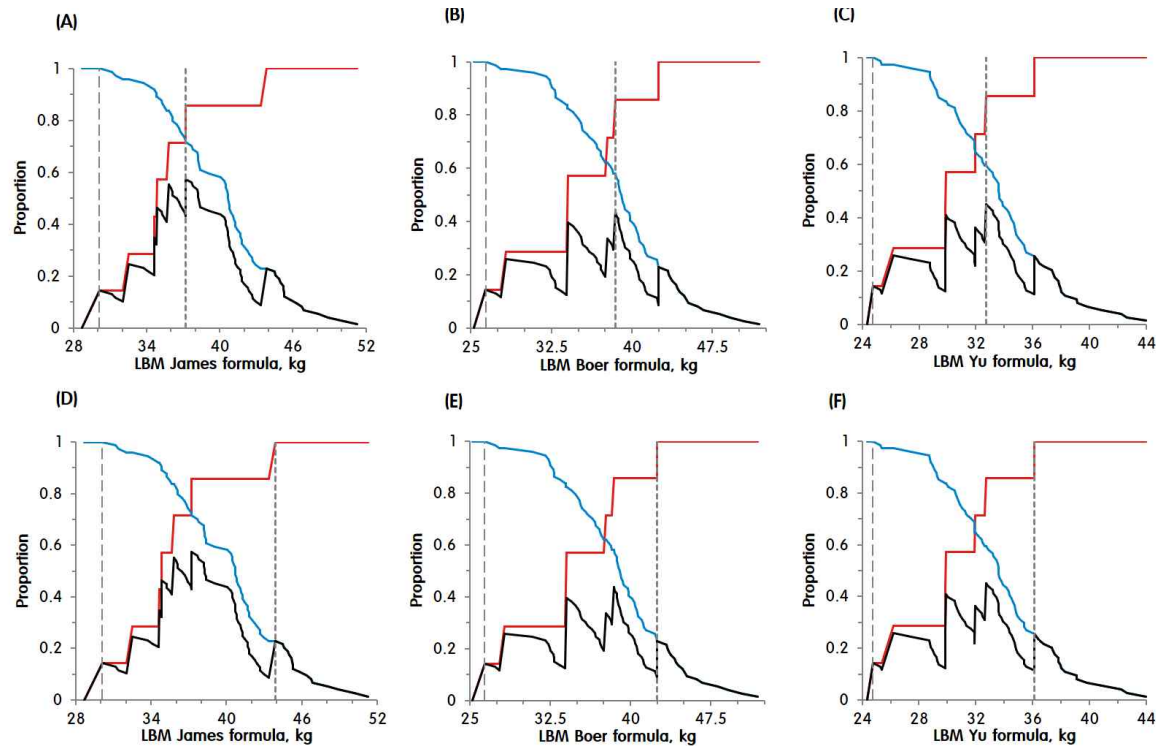 (A)
1
0.8
0.6
0.4
0.2
0
Proportion
28 34 40 46 52
LBM James formula, kg
(B)
1
0.8
0.6
0.4
0.2
0
Proportion
25 32.5 40 47.5
LBM Boer formula, kg
(C)
1
0.8
0.6
0.4
0.2
0
Proportion
24 28 32 36 40 44
LBM Yu formula, kg
(D)
1
0.8
0.6
0.4
0.2
0
Proportion
28 34 40 46 52
LBM James formula, kg
(E)
1
0.8
0.6
0.4
0.2
0
Proportion
25 32.5 40 47.5
LBM Boer formula, kg
(F)
1
0.8
0.6
0.4
0.2
0
Proportion
24 28 32 36 40 44
LBM Yu formula, kg